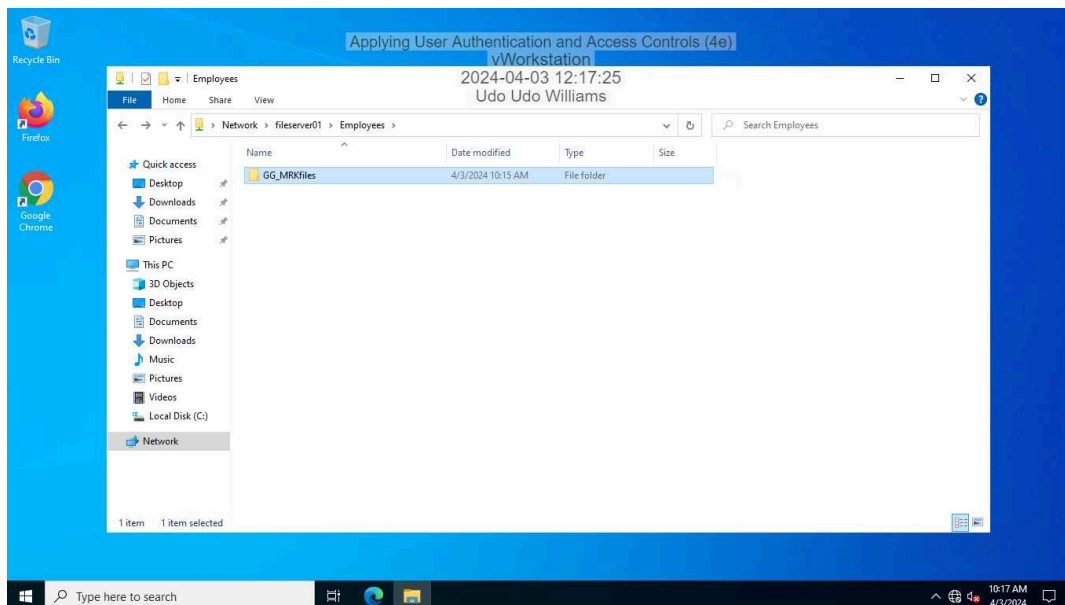 Recycle Bin
Firefox
Google
Chrome
Applying User Authentication and Access Controls (4e)
vWorkstation
2024-04-03 12:17:25
Udo Udo Williams
Employees
File Home Share View
Network › fileserver01 › Employees ›
Search Employees
Name Date modified Type Size
GG_MRKfiles 4/3/2024 10:15 AM File folder
Quick access
Desktop
Downloads
Documents
Pictures
This PC
3D Objects
Desktop
Documents
Downloads
Music
Pictures
Videos
Local Disk (C:)
Network
1 item 1 item selected
Type here to search
10:17 AM
4/3/2024